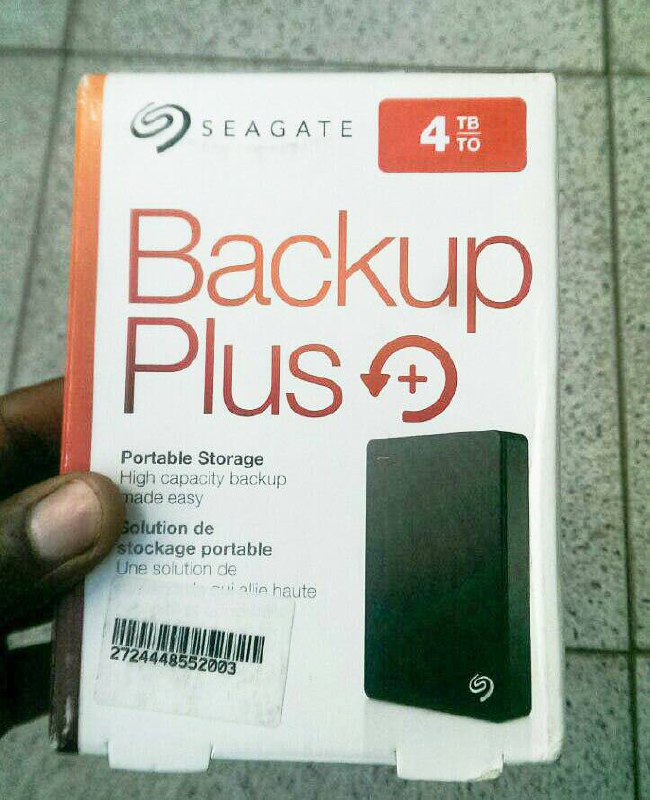 SEAGATE
4 TB
TO
Backup
Plus
Portable Storage
High capacity backup
made easy
Solution de
stockage portable
Une solution de
qui allie haute
2724448552003